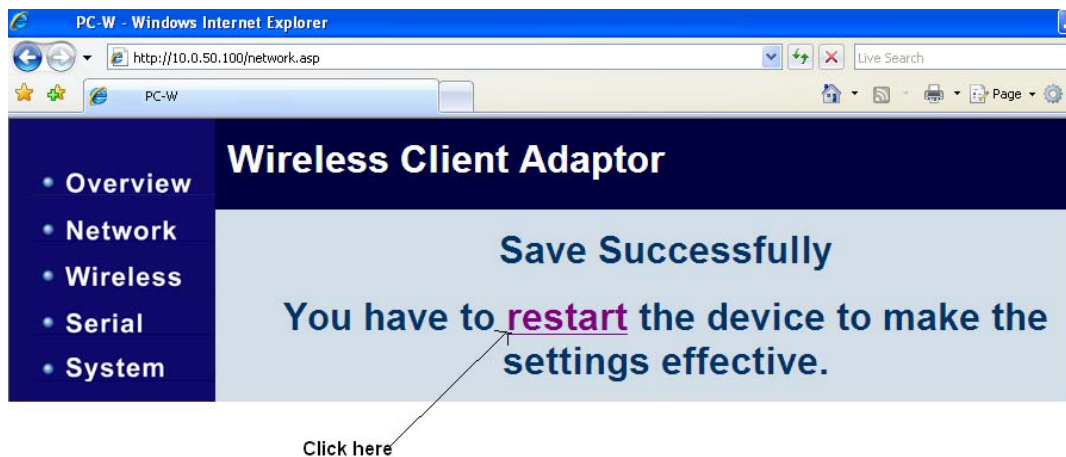 PC-W - Windows Internet Explorer
http://10.0.50.100/network.asp
Live Search
PC-W
Page
Wireless Client Adaptor
Overview
Network
Wireless
Serial
System
Save Successfully
You have to restart the device to make the
settings effective.
Click here